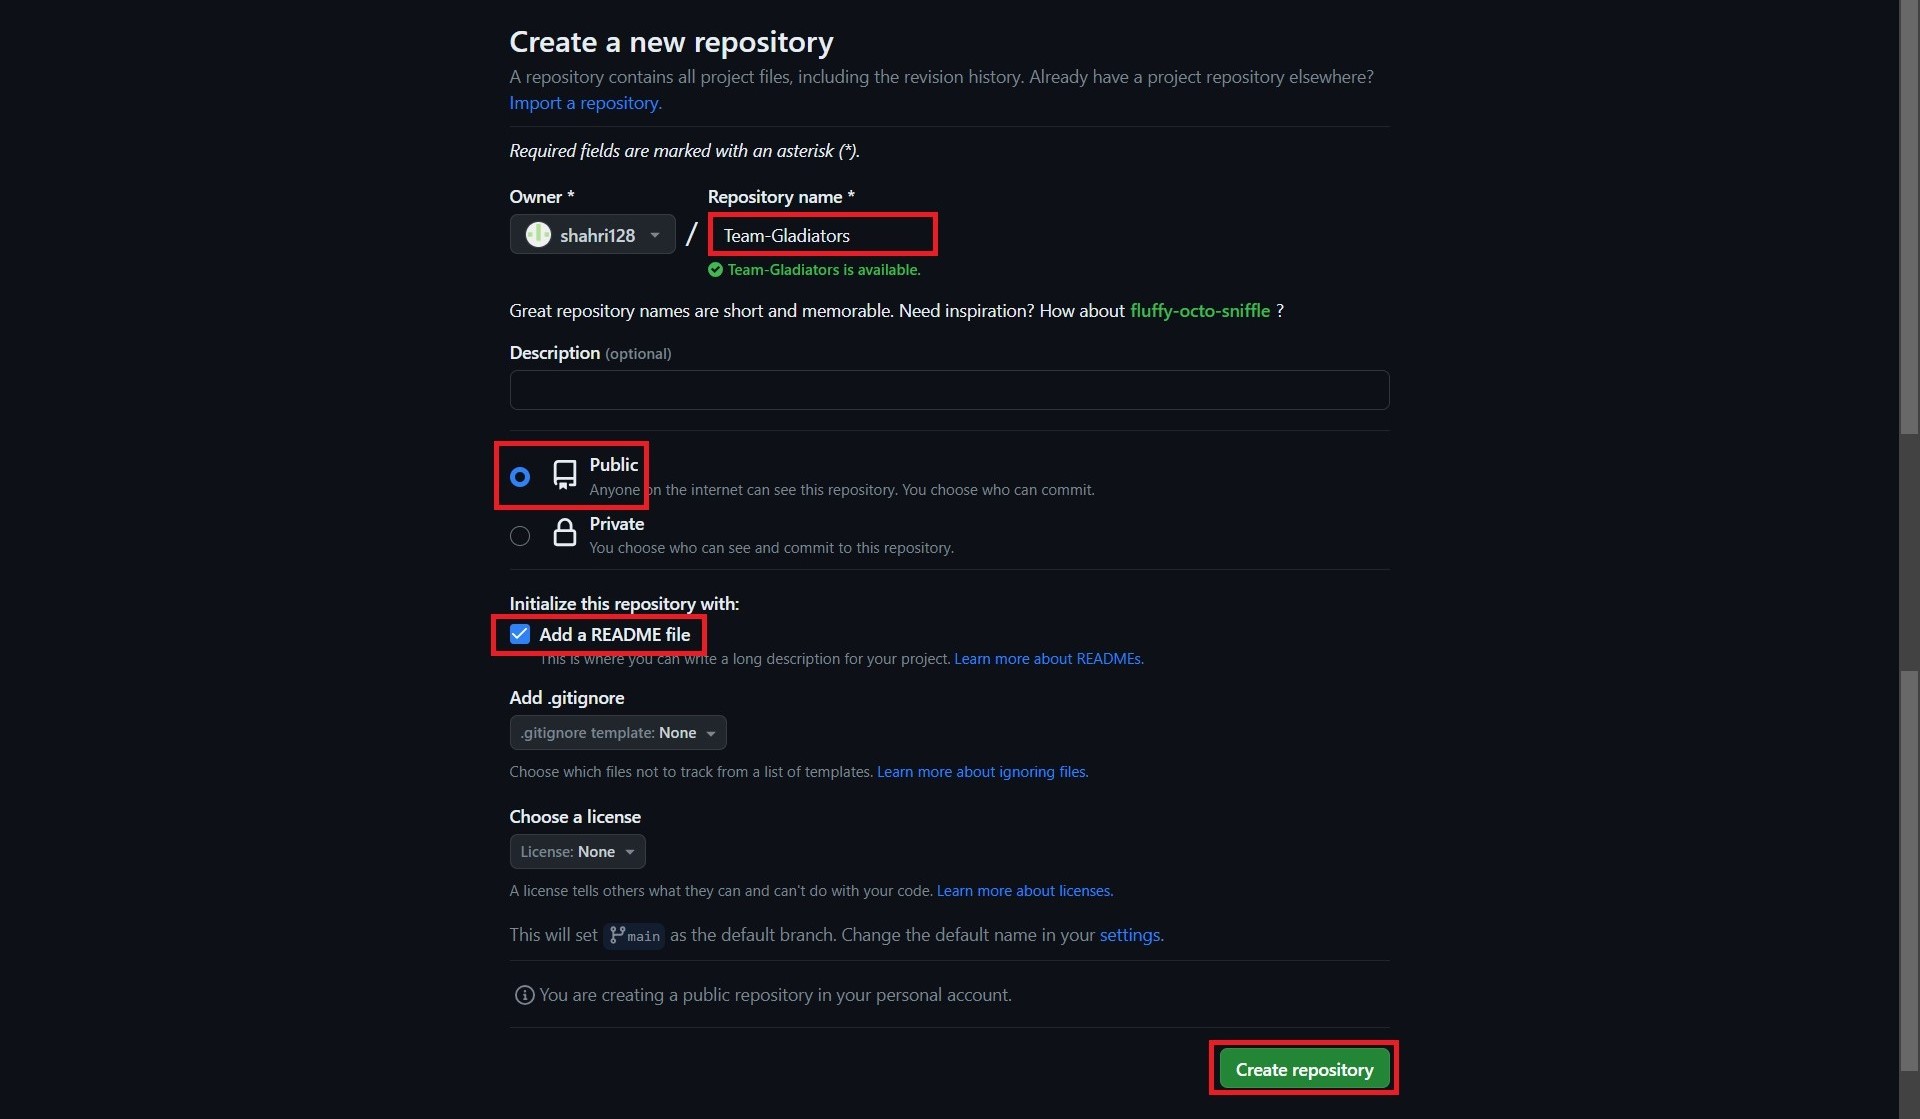 Create a new repository
A repository contains all project files, including the revision history. Already have a project repository elsewhere?
Import a repository.
Required fields are marked with an asterisk (*).
Owner *
Repository name *
shahri128
/
Team-Gladiators
Team-Gladiators is available.
Great repository names are short and memorable. Need inspiration? How about fluffy-octo-sniffle ?
Description (optional)
Public
Anyone on the internet can see this repository. You choose who can commit.
Private
You choose who can see and commit to this repository.
Initialize this repository with:
Add a README file
This is where you can write a long description for your project. Learn more about READMEs.
Add .gitignore
.gitignore template: None
Choose which files not to track from a list of templates. Learn more about ignoring files.
Choose a license
License: None
A license tells others what they can and can't do with your code. Learn more about licenses.
This will set main as the default branch. Change the default name in your settings.
You are creating a public repository in your personal account.
Create repository